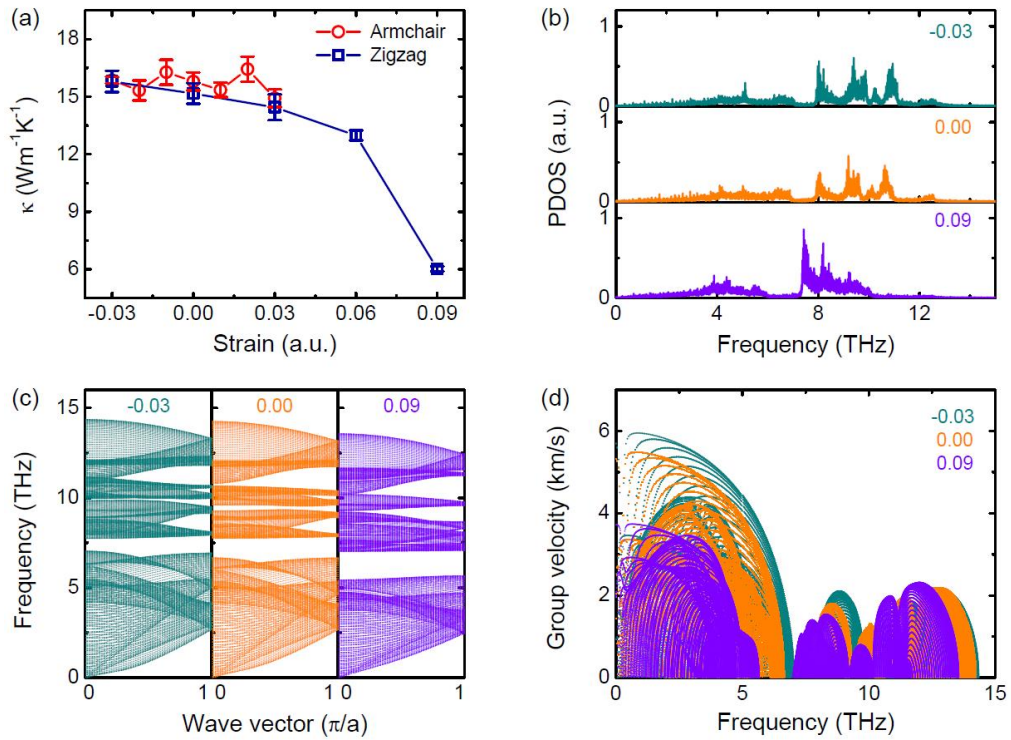 (a)
Armchair
Zigzag
κ (Wm⁻¹K⁻¹)
18
15
12
9
6
-0.03 0.00 0.03 0.06 0.09
Strain (a.u.)
(b)
-0.03
0.00
0.09
PDOS (a.u.)
1
0
1
0
1
0
0 4 8 12
Frequency (THz)
(c)
-0.03 0.00 0.09
Frequency (THz)
15
10
5
0
0 1 0 1 0 1
Wave vector (π/a)
(d)
-0.03
0.00
0.09
Group velocity (km/s)
6
4
2
0
0 5 10 15
Frequency (THz)